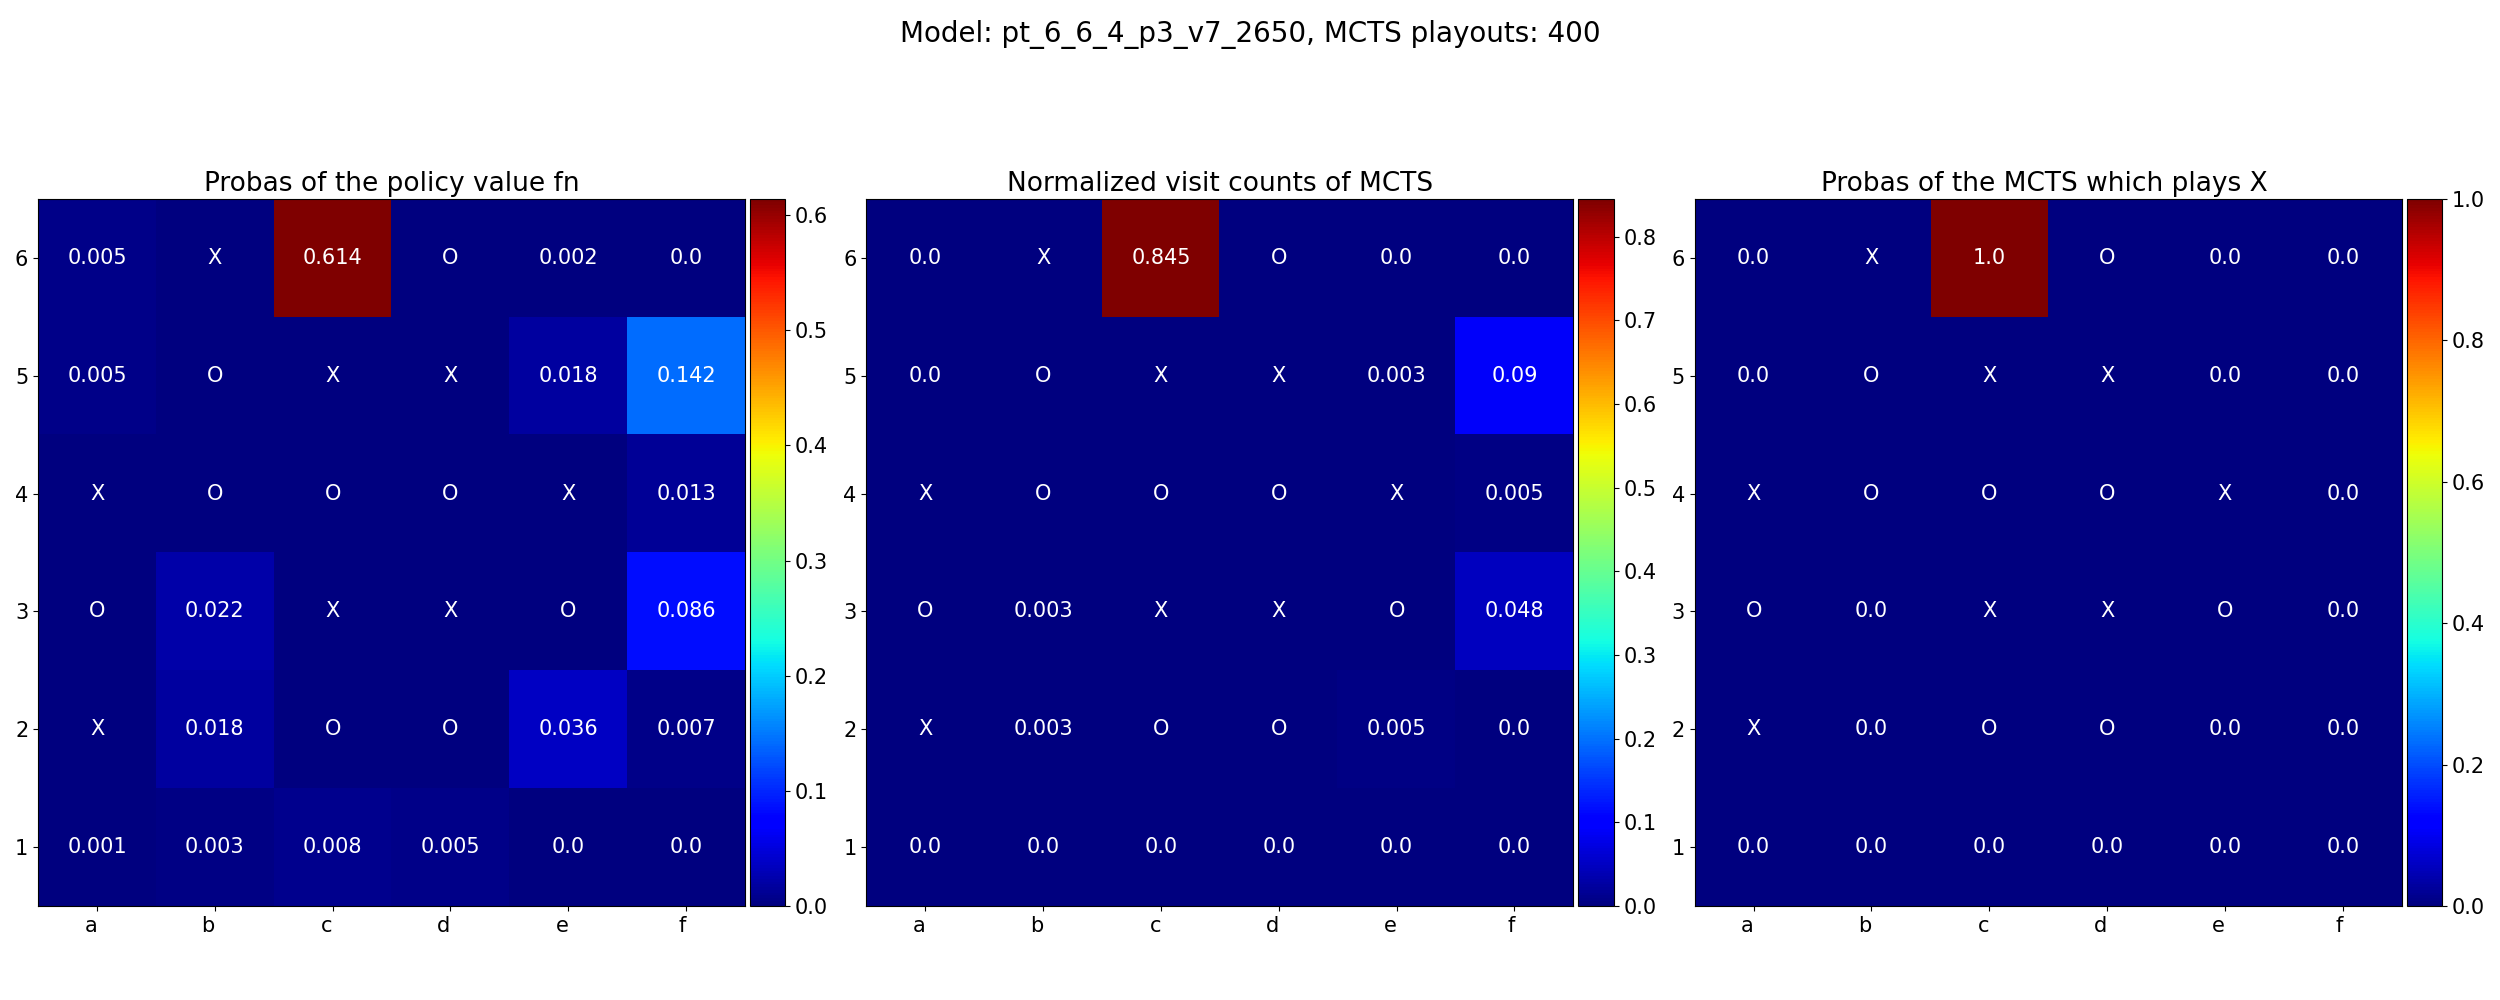 Model: pt_6_6_4_p3_v7_2650, MCTS playouts: 400
Probas of the policy value fn
6 0.005 X 0.614 O 0.002 0.0
5 0.005 O X X 0.018 0.142
4 X O O O X 0.013
3 O 0.022 X X O 0.086
2 X 0.018 O O 0.036 0.007
1 0.001 0.003 0.008 0.005 0.0 0.0
a b c d e f
0.6
0.5
0.4
0.3
0.2
0.1
0.0
Normalized visit counts of MCTS
6 0.0 X 0.845 O 0.0 0.0
5 0.0 O X X 0.003 0.09
4 X O O O X 0.005
3 O 0.003 X X O 0.048
2 X 0.003 O O 0.005 0.0
1 0.0 0.0 0.0 0.0 0.0 0.0
a b c d e f
0.8
0.7
0.6
0.5
0.4
0.3
0.2
0.1
0.0
Probas of the MCTS which plays X
6 0.0 X 1.0 O 0.0 0.0
5 0.0 O X X 0.0 0.0
4 X O O O X 0.0
3 O 0.0 X X O 0.0
2 X 0.0 O O 0.0 0.0
1 0.0 0.0 0.0 0.0 0.0 0.0
a b c d e f
1.0
0.8
0.6
0.4
0.2
0.0